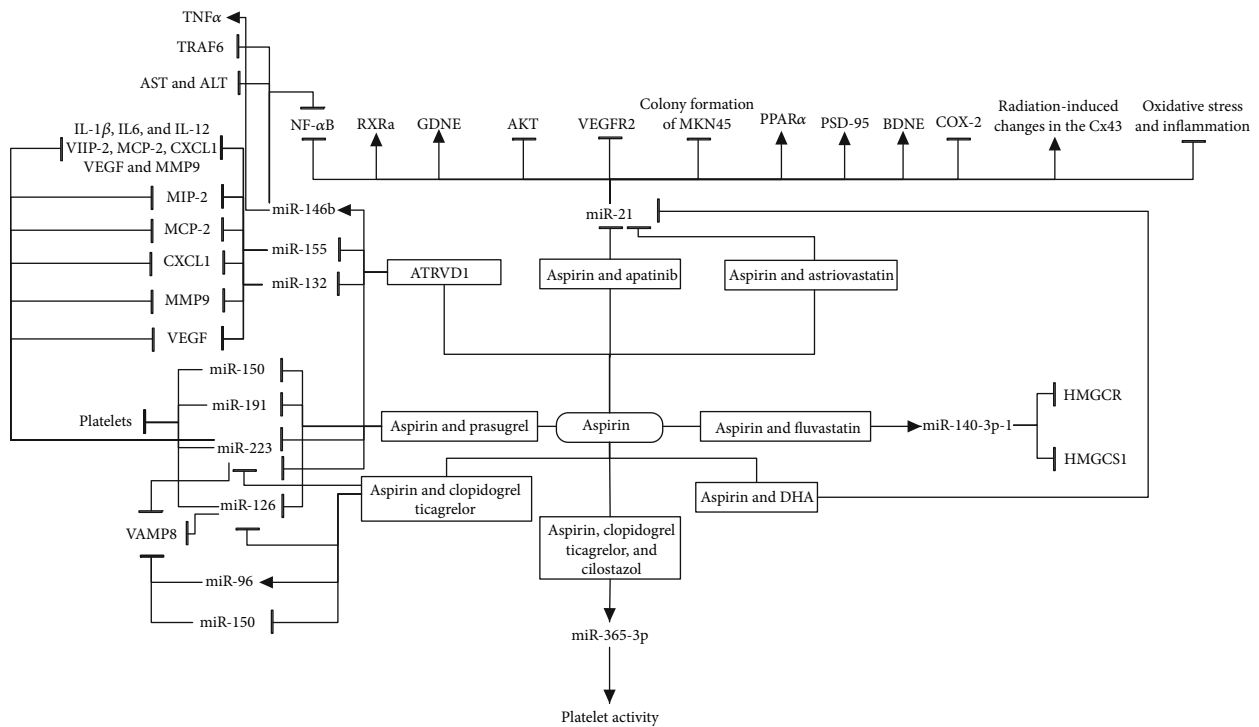 TNFα
TRAF6
AST and ALT
IL-1β, IL6, and IL-12
VIIP-2, MCP-2, CXCL1
VEGF and MMP9
MIP-2
MCP-2
CXCL1
MMP9
VEGF
NF-αB
RXRa
GDNE
AKT
VEGFR2
Colony formation
of MKN45
PPARα
PSD-95
BDNE
COX-2
Radiation-induced
changes in the Cx43
Oxidative stress
and inflammation
miR-146b
miR-155
miR-132
ATRVD1
miR-21
Aspirin and apatinib
Aspirin and astriovastatin
miR-150
miR-191
Platelets
miR-223
miR-126
VAMP8
miR-96
miR-150
Aspirin and prasugrel
Aspirin
Aspirin and fluvastatin
miR-140-3p-1
HMGCR
HMGCS1
Aspirin and clopidogrel
ticagrelor
Aspirin and DHA
Aspirin, clopidogrel
ticagrelor, and
cilostazol
miR-365-3p
Platelet activity